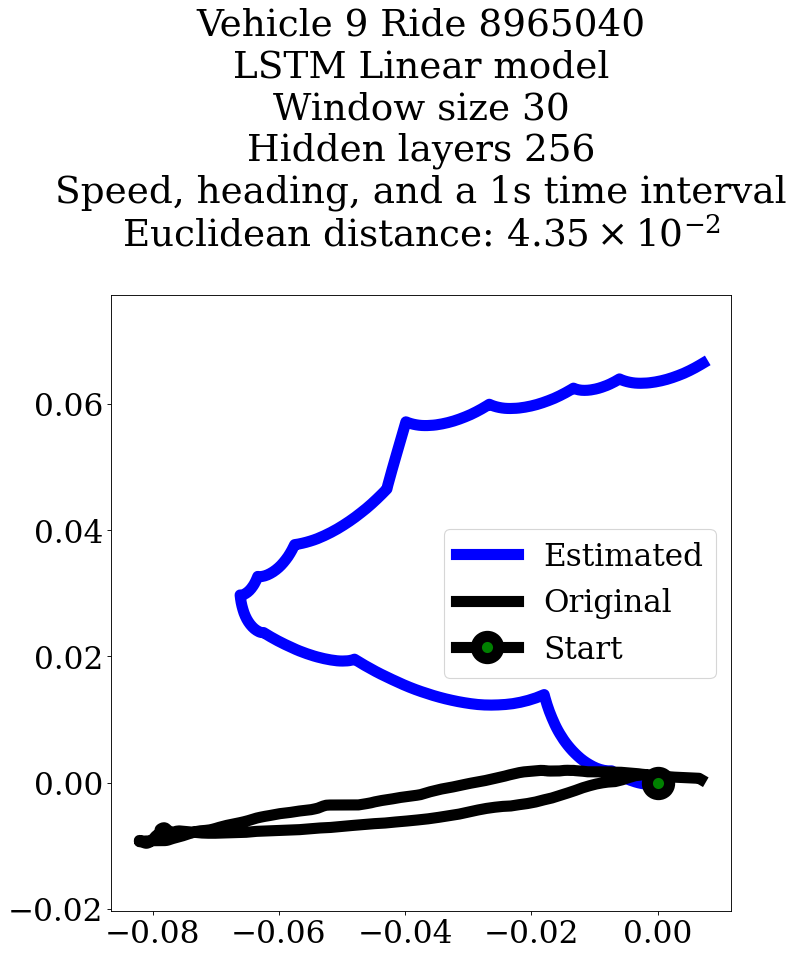 Vehicle 9 Ride 8965040
LSTM Linear model
Window size 30
Hidden layers 256
Speed, heading, and a 1s time interval
Euclidean distance: 4.35 × 10⁻²
0.06
0.04
0.02
0.00
−0.02
Estimated
Original
Start
−0.08 −0.06 −0.04 −0.02 0.00